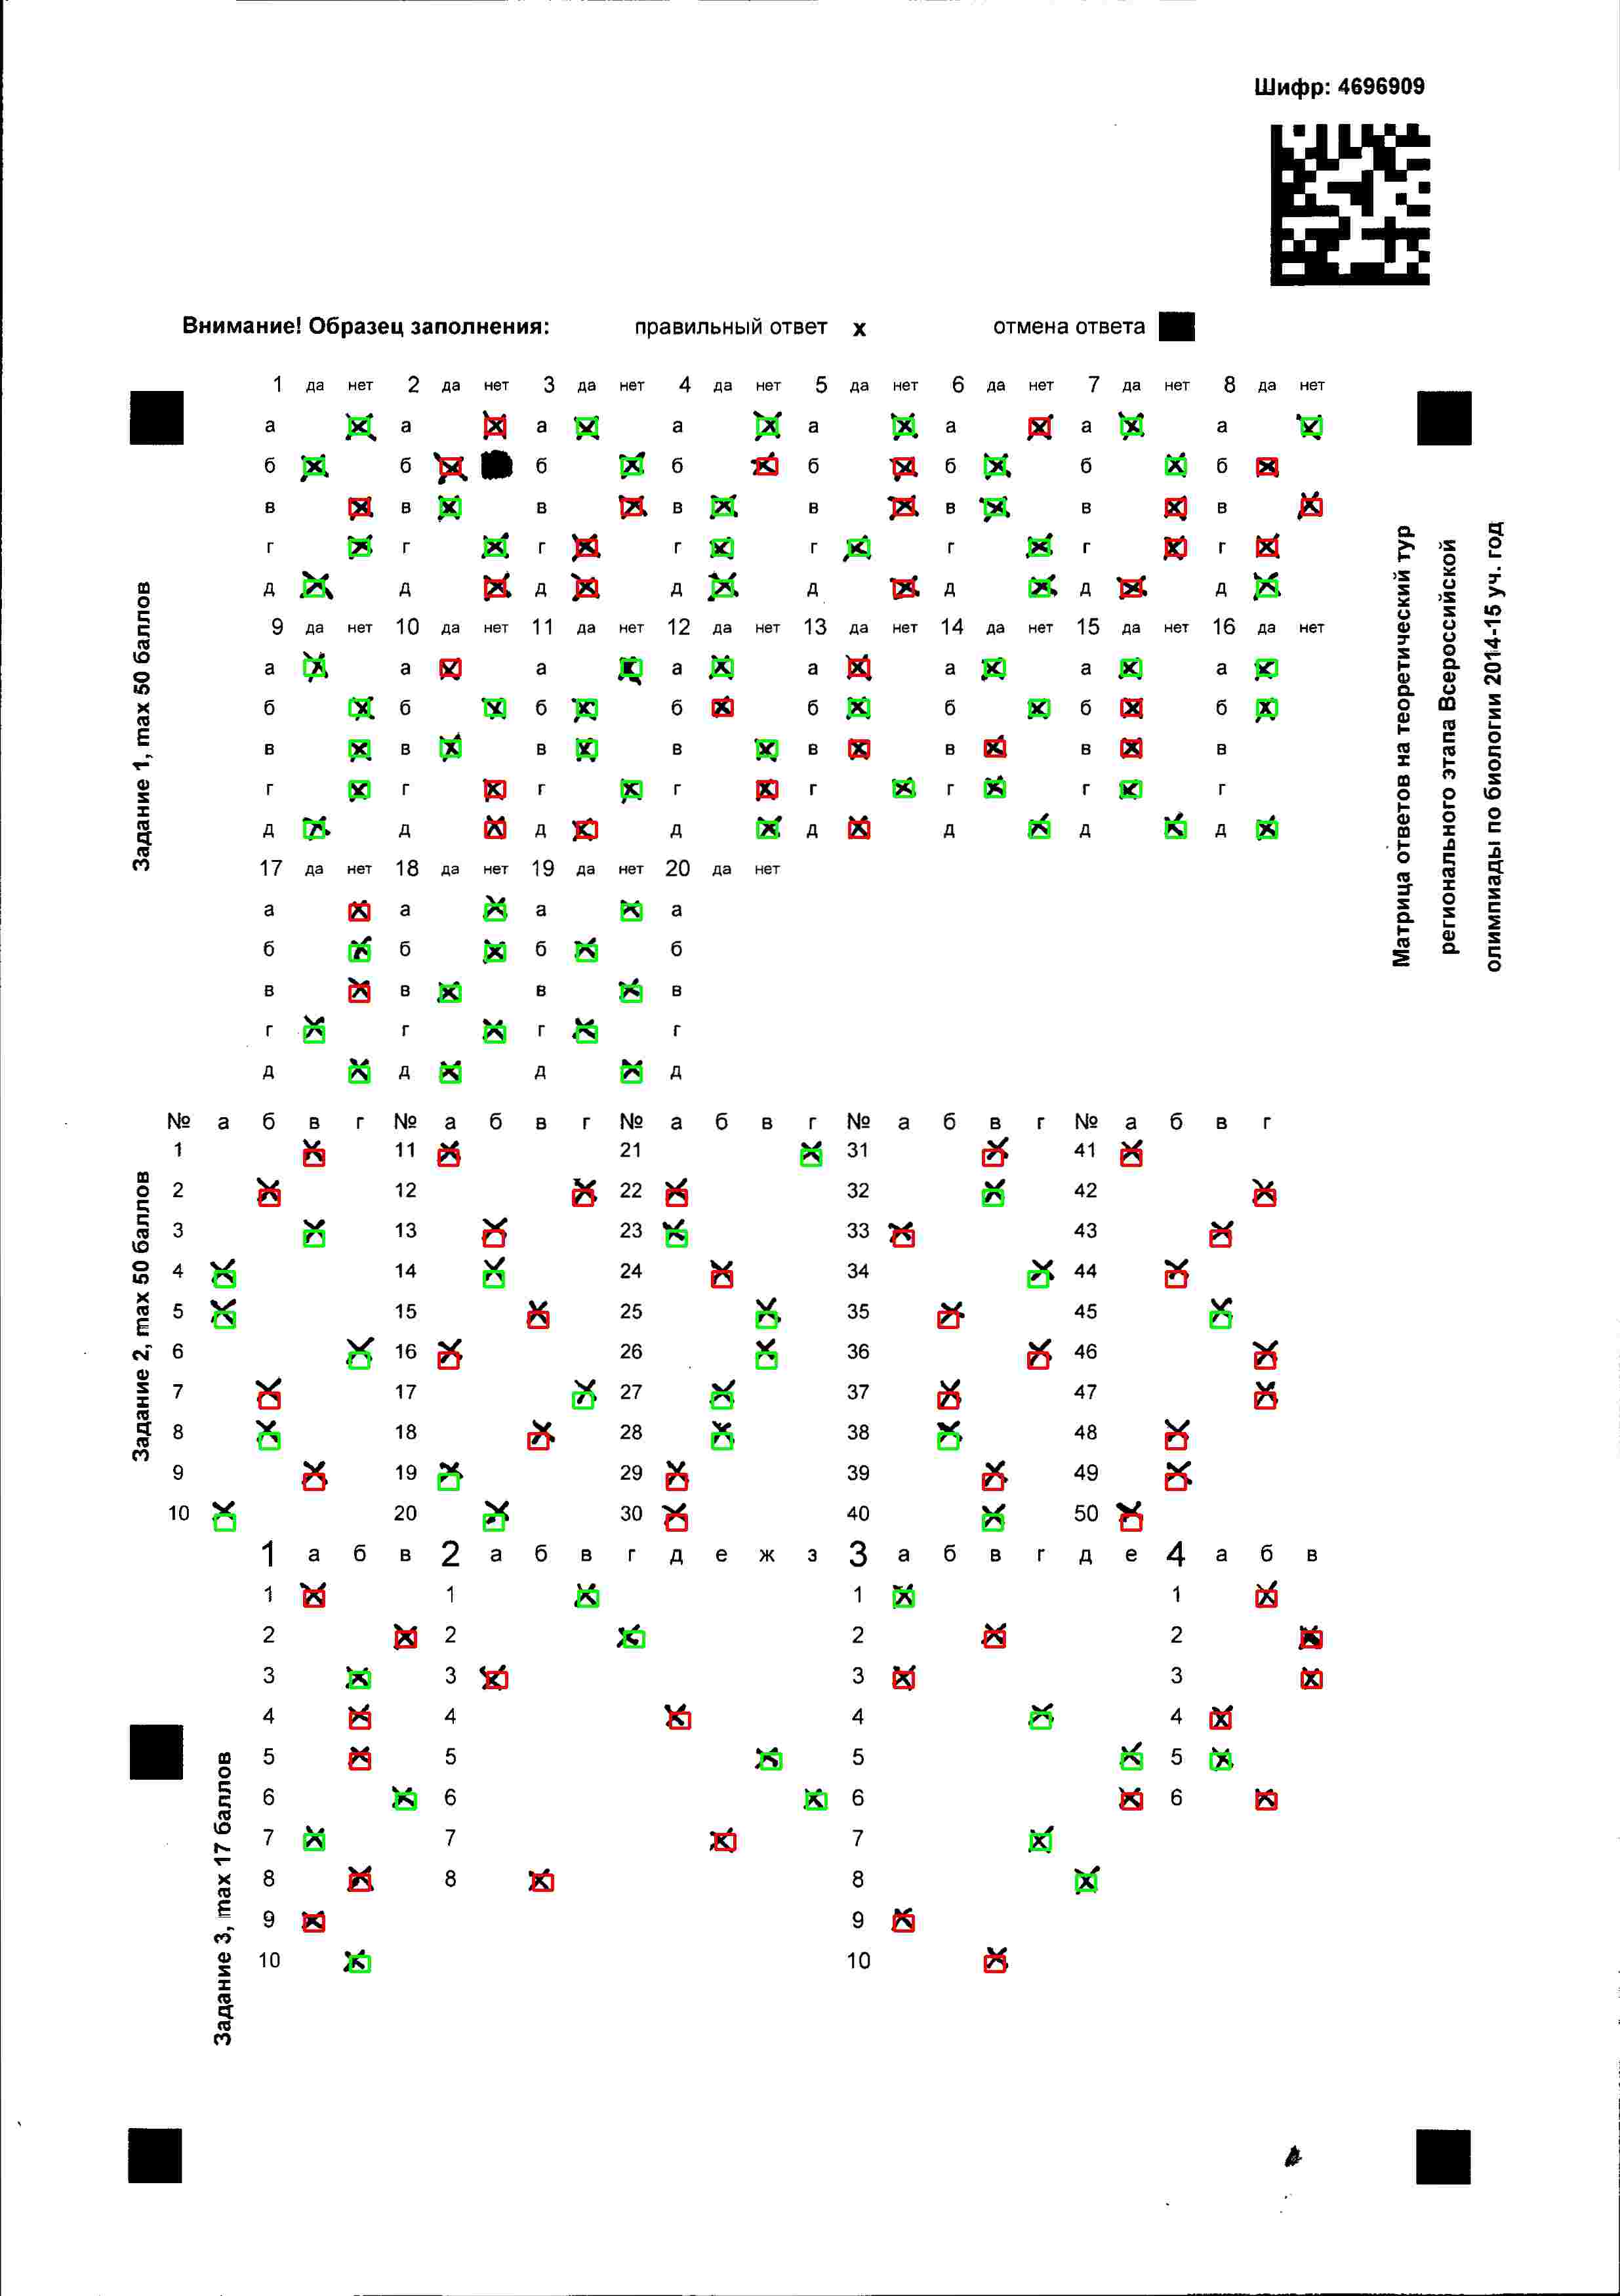 Шифр: 4696909
Внимание! Образец заполнения: правильный ответ x отмена ответа
1 да нет 2 да нет 3 да нет 4 да нет 5 да нет 6 да нет 7 да нет 8 да нет
а а а а а а а а
б б б б б б б б
в в в в в в в в
г г г г г г г г
д д д д д д д д
9 да нет 10 да нет 11 да нет 12 да нет 13 да нет 14 да нет 15 да нет 16 да нет
а а а а а а а а
б б б б б б б б
в в в в в в в в
г г г г г г г г
д д д д д д д д
17 да нет 18 да нет 19 да нет 20 да нет
а а а а
б б б б
в в в в
г г г г
д д д д
№ а б в г № а б в г № а б в г № а б в г № а б в г
1 11 21 31 41
2 12 22 32 42
3 13 23 33 43
4 14 24 34 44
5 15 25 35 45
6 16 26 36 46
7 17 27 37 47
8 18 28 38 48
9 19 29 39 49
10 20 30 40 50
1 а б в 2 а б в г д е ж з 3 а б в г д е 4 а б в
1 1 1 1
2 2 2 2
3 3 3 3
4 4 4 4
5 5 5 5
6 6 6 6
7 7 7
8 8 8
9 9
10 10
Задание 1, max 50 баллов
Задание 2, max 50 баллов
Задание 3, max 17 баллов
Матрица ответов на теоретический тур
регионального этапа Всероссийской
олимпиады по биологии 2014-15 уч. год